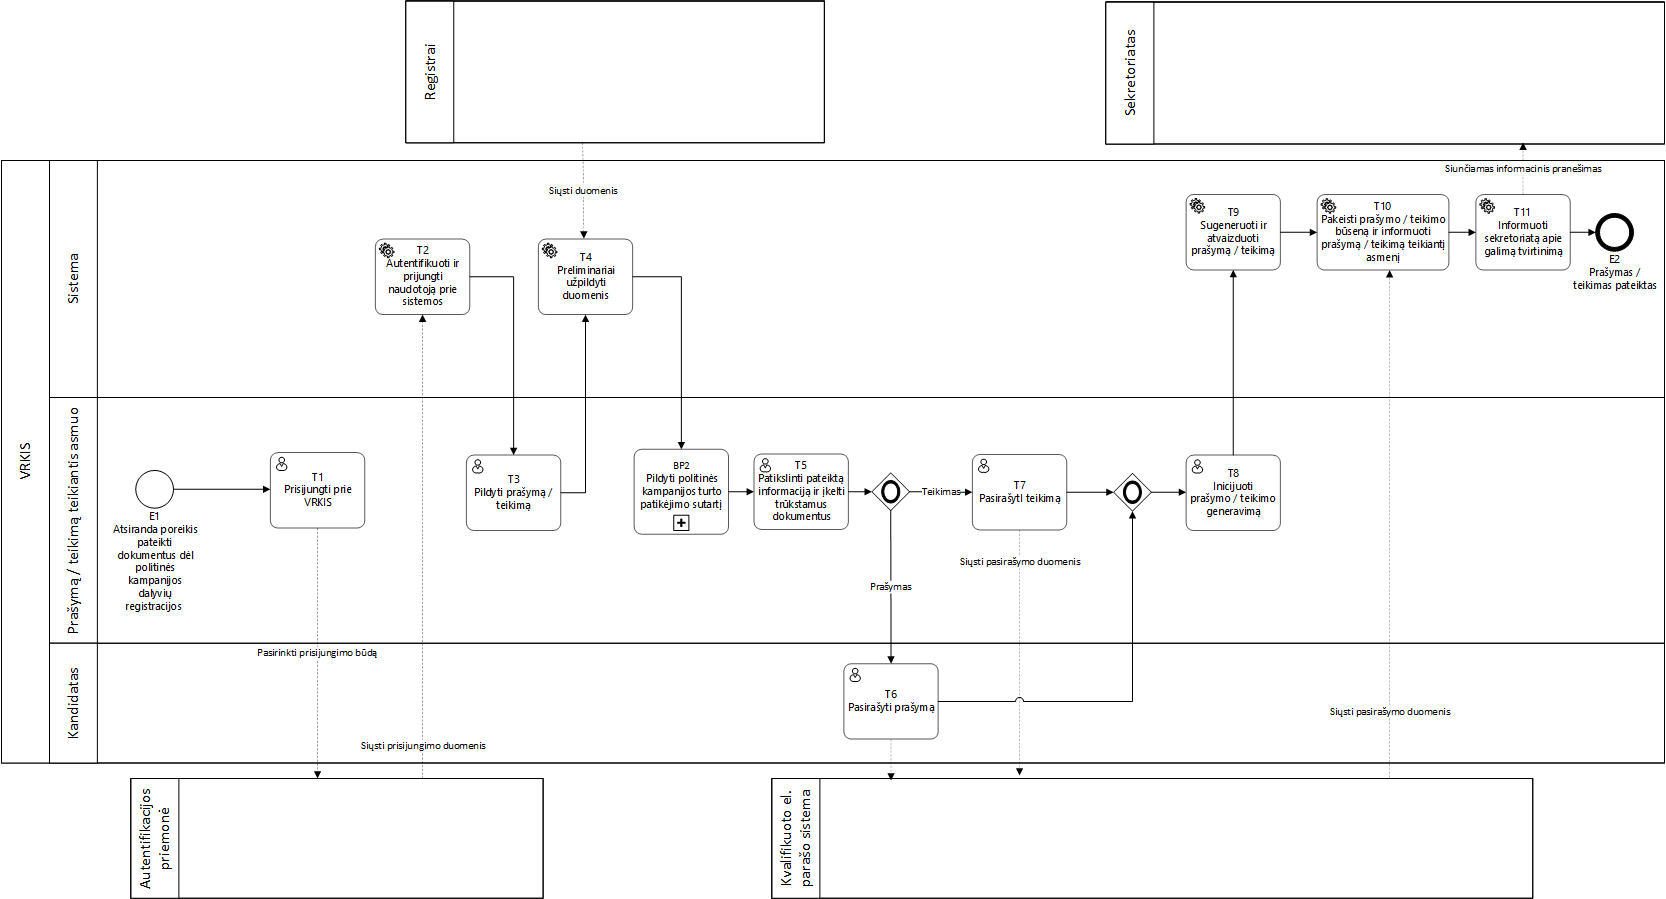 Registrai
Sekretoriatas
Siunčiamas informacinis pranešimas
Siųsti duomenis
VRKIS
Sistema
T2
Autentifikuoti ir
prijungti
naudotoją prie
sistemos
T4
Preliminariai
užpildyti
duomenis
T9
Sugeneruoti ir
atvaizduoti
prašymą / teikimą
T10
Pakeisti prašymo / teikimo
būseną ir informuoti
prašymą / teikimą teikiantį
asmenį
T11
Informuoti
sekretoriatą apie
galimą tvirtinimą
E2
Prašymas /
teikimas pateiktas
Prašymą / teikimą teikiantis asmuo
E1
Atsiranda poreikis
pateikti
dokumentus dėl
politinės
kampanijos
dalyvių
registracijos
T1
Prisijungti prie
VRKIS
T3
Pildyti prašymą /
teikimą
BP2
Pildyti politinės
kampanijos turto
patikėjimo sutartį
T5
Patikslinti pateiktą
informaciją ir įkelti
trūkstamus
dokumentus
Teikimas
T7
Pasirašyti teikimą
T8
Inicijuoti
prašymo / teikimo
generavimą
Siųsti pasirašymo duomenis
Prašymas
Kandidatas
Pasirinkti prisijungimo būdą
T6
Pasirašyti prašymą
Siųsti pasirašymo duomenis
Siųsti prisijungimo duomenis
Autentifikacijos
priemonė
Kvalifikuoto el.
parašo sistema